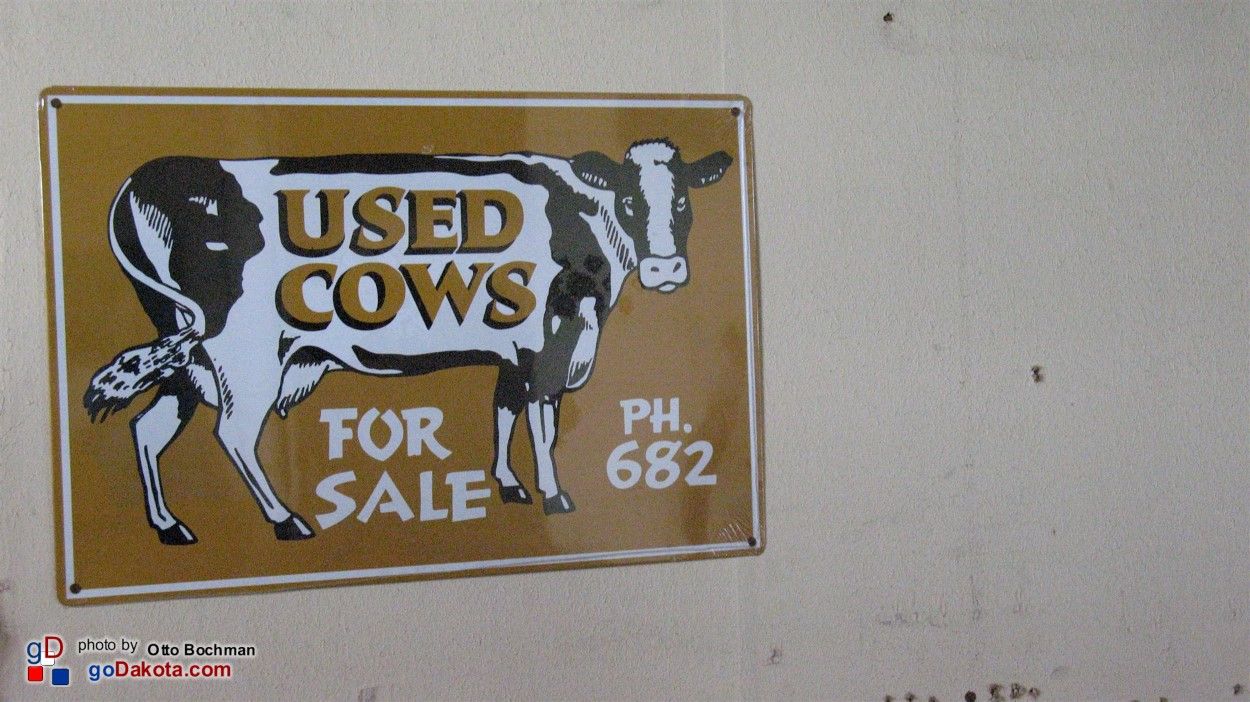 USED
COWS
FOR
SALE
PH.
682
gD
photo by Otto Bochman
goDakota.com